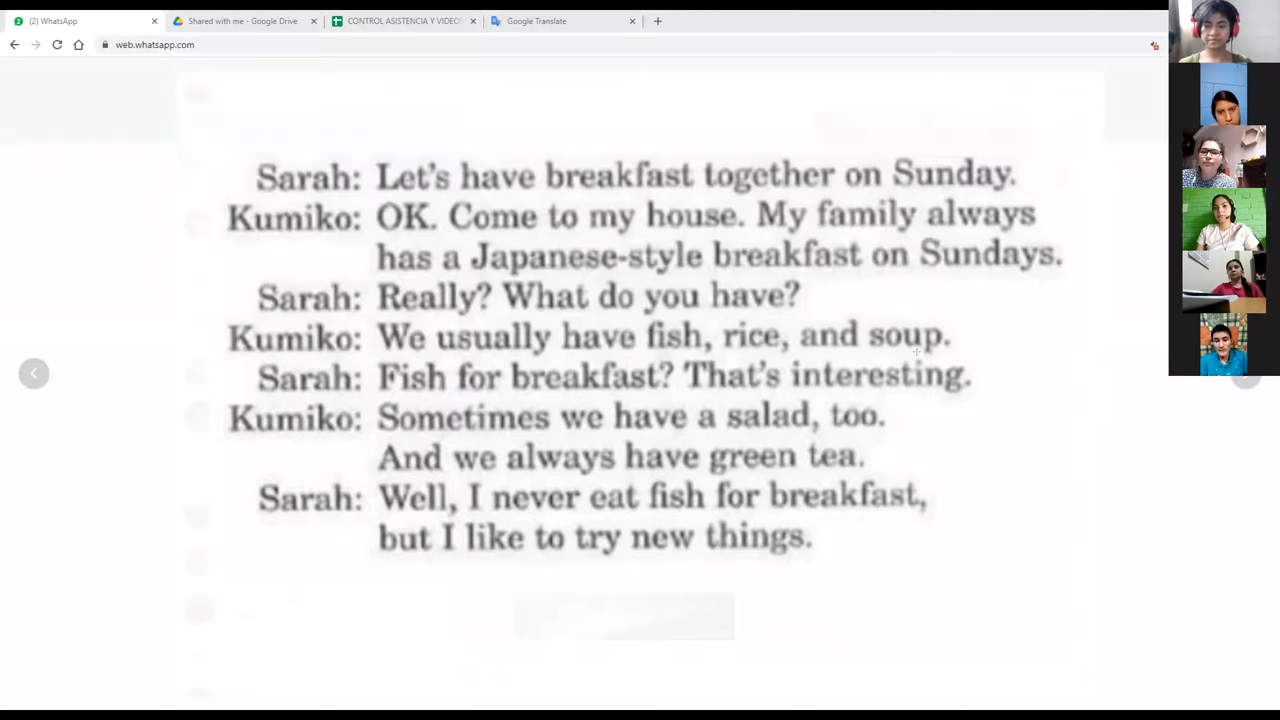 (2) WhatsApp
Shared with me - Google Drive
CONTROL ASISTENCIA Y VIDEOS
Google Translate
web.whatsapp.com
Sarah: Let's have breakfast together on Sunday.
Kumiko: OK. Come to my house. My family always
has a Japanese-style breakfast on Sundays.
Sarah: Really? What do you have?
Kumiko: We usually have fish, rice, and soup.
Sarah: Fish for breakfast? That's interesting.
Kumiko: Sometimes we have a salad, too.
And we always have green tea.
Sarah: Well, I never eat fish for breakfast,
but I like to try new things.